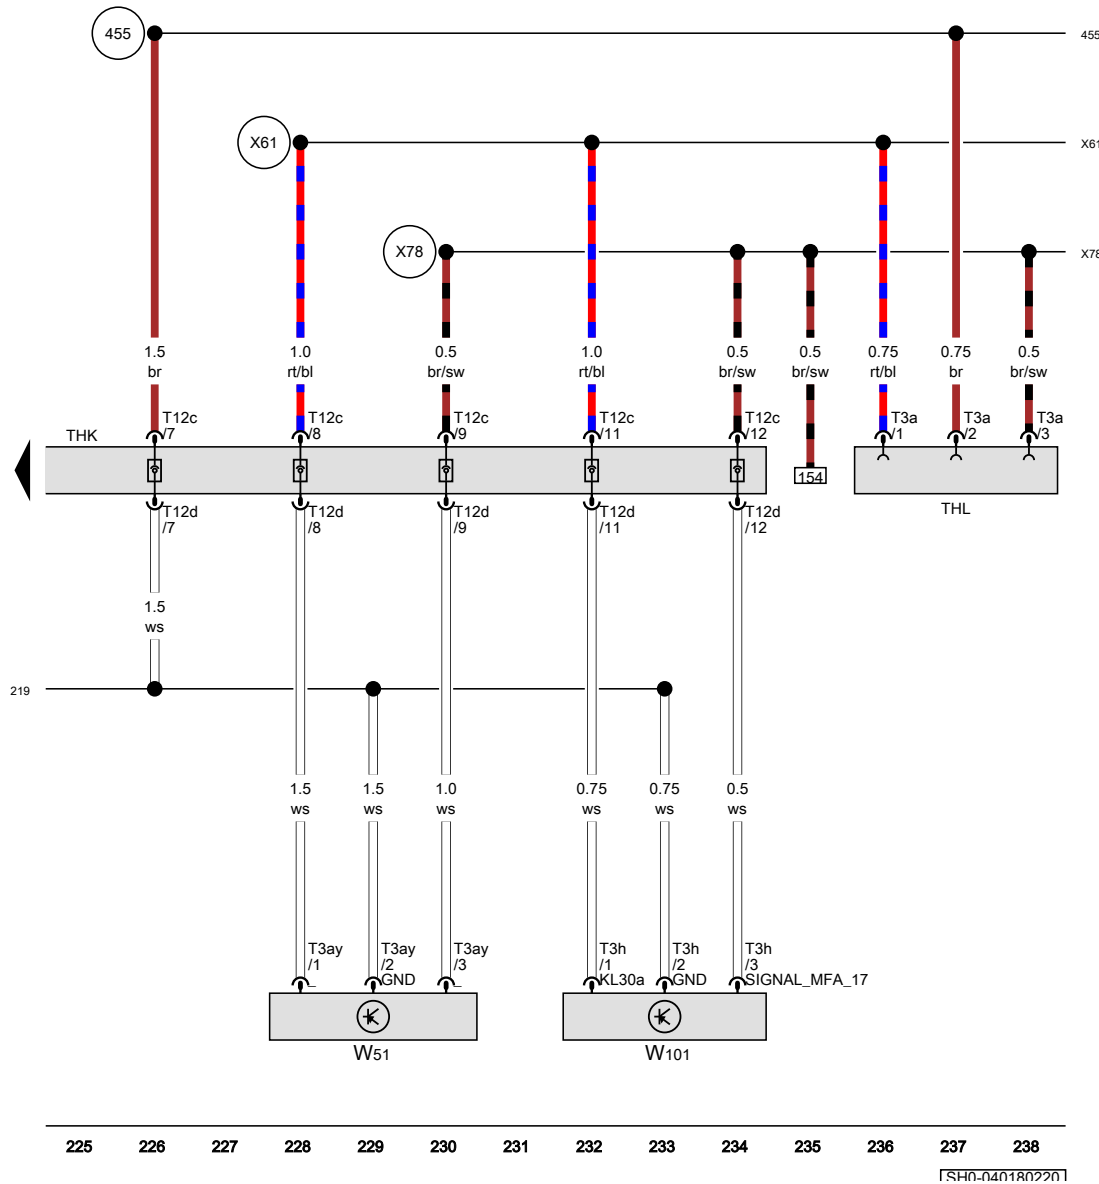 455
455
X61
X61
X78
X78
1.5
br
1.0
rt/bl
0.5
br/sw
1.0
rt/bl
0.5
br/sw
0.5
br/sw
0.75
rt/bl
0.75
br
0.5
br/sw
THK
T12c
/7
T12c
/8
T12c
/9
T12c
/11
T12c
/12
T3a
/1
T3a
/2
T3a
/3
154
THL
T12d
/7
T12d
/8
T12d
/9
T12d
/11
T12d
/12
1.5
ws
219
1.5
ws
1.5
ws
1.0
ws
0.75
ws
0.75
ws
0.5
ws
T3ay
/1
_
T3ay
/2
GND
T3ay
/3
_
T3h
/1
KL30a
T3h
/2
GND
T3h
/3
SIGNAL_MFA_17
W51
W101
225 226 227 228 229 230 231 232 233 234 235 236 237 238
SH0-040180220